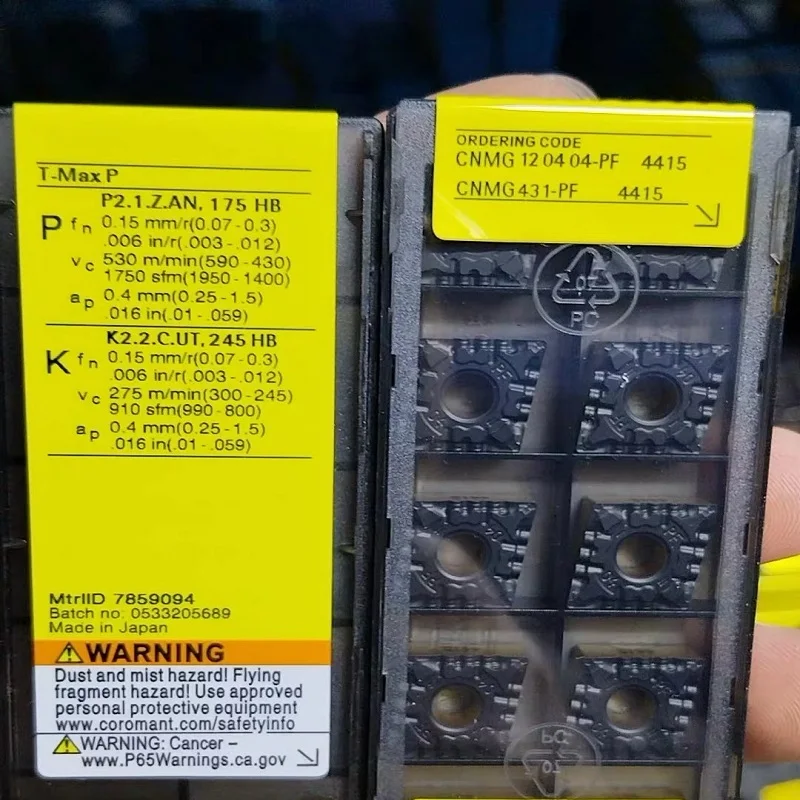 T-Max P
P2.1.Z.AN, 175 HB
P fn 0.15 mm/r(0.07-0.3)
.006 in/r(.003-.012)
vc 530 m/min(590-430)
1750 sfm(1950-1400)
ap 0.4 mm(0.25-1.5)
.016 in(.01-.059)
K2.2.C.UT, 245 HB
K fn 0.15 mm/r(0.07-0.3)
.006 in/r(.003-.012)
vc 275 m/min(300-245)
910 sfm(990-800)
ap 0.4 mm(0.25-1.5)
.016 in(.01-.059)
MtrlID 7859094
Batch no: 0533205689
Made in Japan
WARNING
Dust and mist hazard! Flying
fragment hazard! Use approved
personal protective equipment
www.coromant.com/safetyinfo
WARNING: Cancer –
www.P65Warnings.ca.gov
ORDERING CODE
CNMG 12 04 04-PF 4415
CNMG 431-PF 4415
07
PC
PF
PC
07